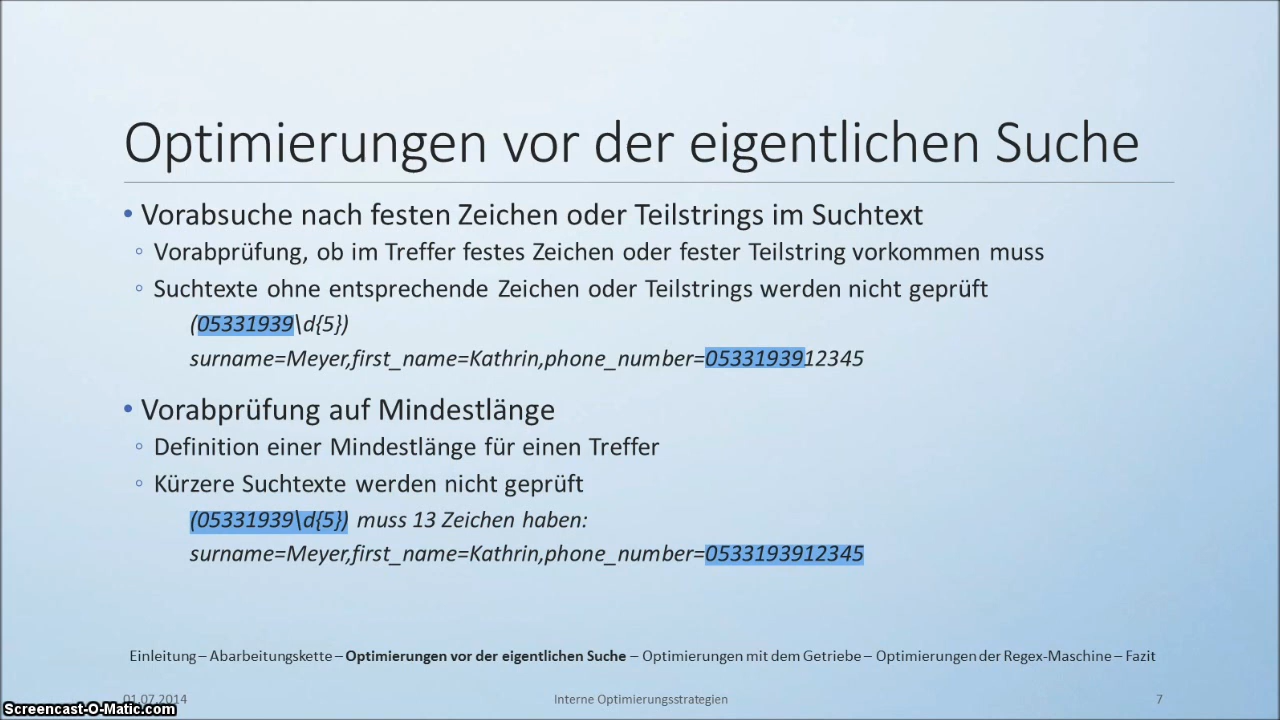 Optimierungen vor der eigentlichen Suche
• Vorabsuche nach festen Zeichen oder Teilstrings im Suchtext
◦ Vorabprüfung, ob im Treffer festes Zeichen oder fester Teilstring vorkommen muss
◦ Suchtexte ohne entsprechende Zeichen oder Teilstrings werden nicht geprüft
(05331939\d{5})
surname=Meyer,first_name=Kathrin,phone_number=0533193912345
• Vorabprüfung auf Mindestlänge
◦ Definition einer Mindestlänge für einen Treffer
◦ Kürzere Suchtexte werden nicht geprüft
(05331939\d{5}) muss 13 Zeichen haben:
surname=Meyer,first_name=Kathrin,phone_number=0533193912345
Einleitung – Abarbeitungskette – Optimierungen vor der eigentlichen Suche – Optimierungen mit dem Getriebe – Optimierungen der Regex-Maschine – Fazit
01.07.2014 Interne Optimierungsstrategien 7
Screencast-O-Matic.com